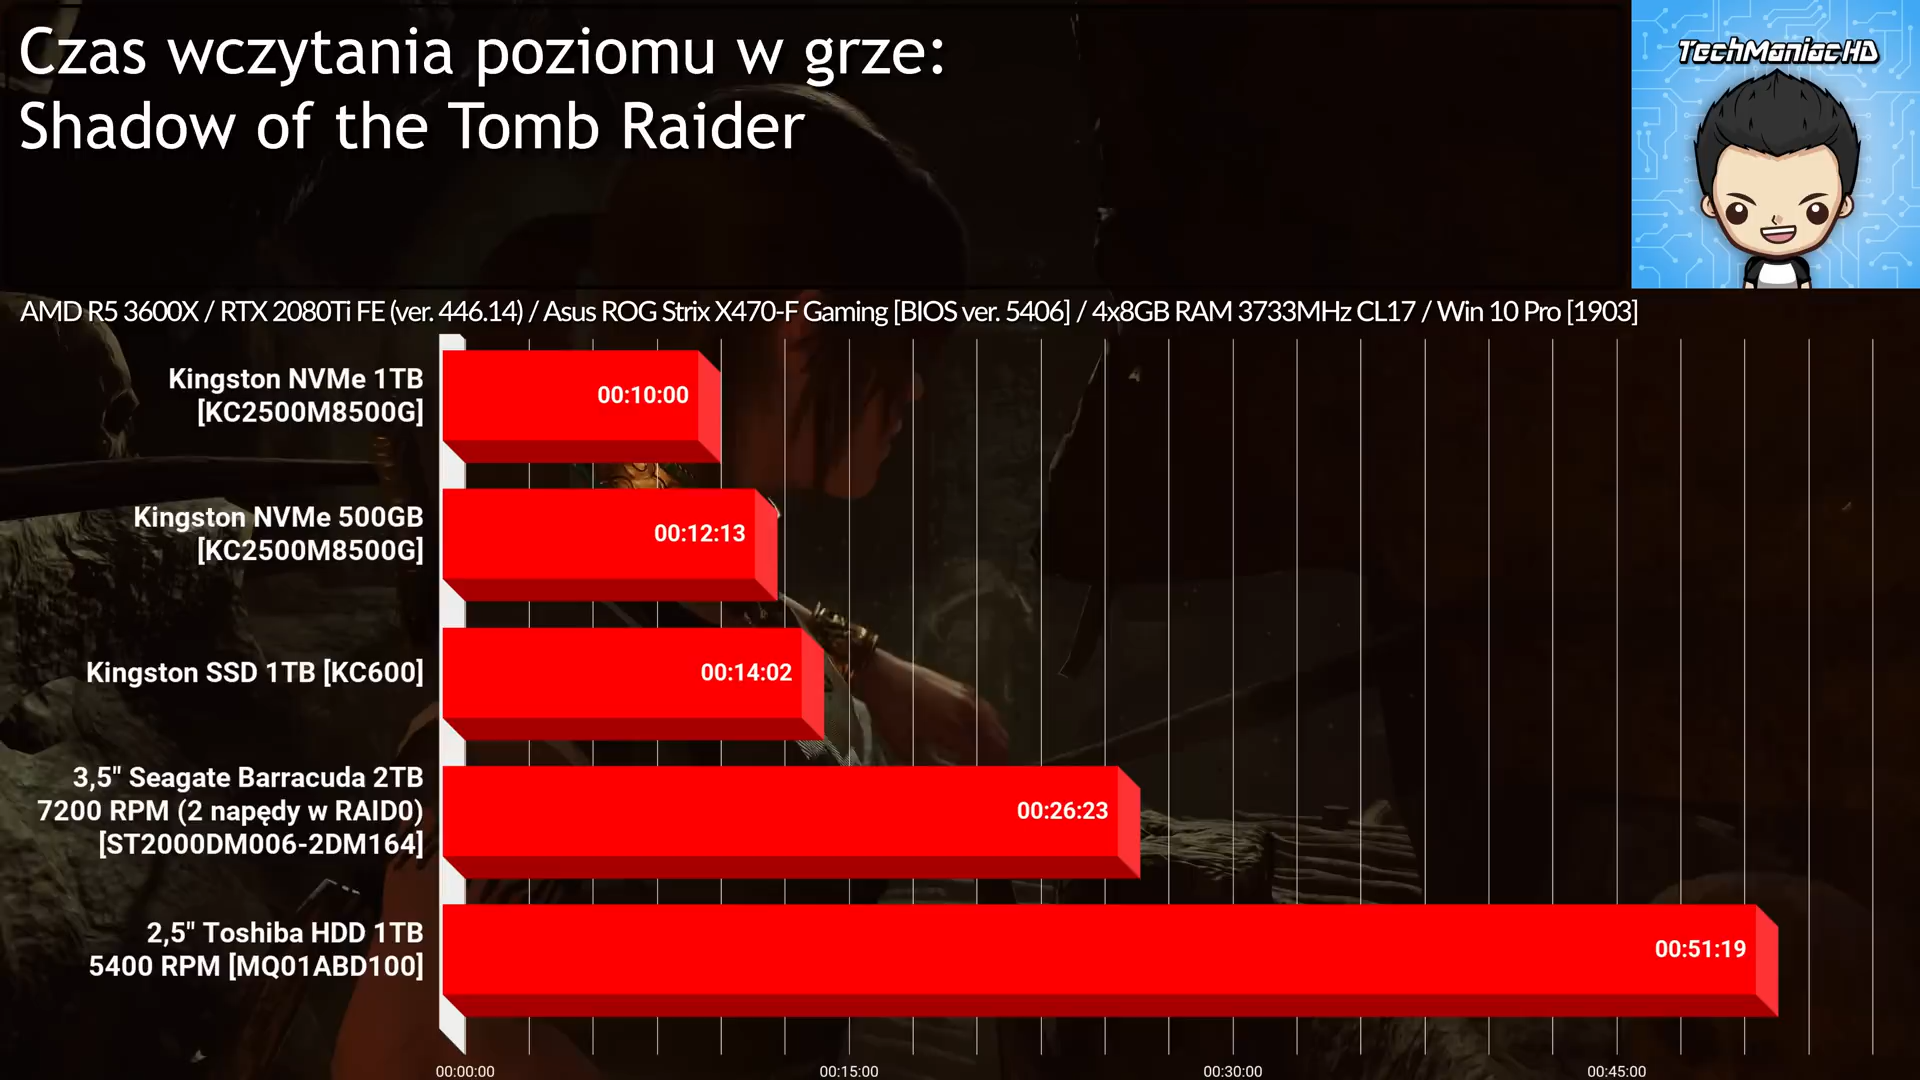 Czas wczytania poziomu w grze:
Shadow of the Tomb Raider
TechManiacHD
AMD R5 3600X / RTX 2080Ti FE (ver. 446.14) / Asus ROG Strix X470-F Gaming [BIOS ver. 5406] / 4x8GB RAM 3733MHz CL17 / Win 10 Pro [1903]
Kingston NVMe 1TB
[KC2500M8500G]
00:10:00
Kingston NVMe 500GB
[KC2500M8500G]
00:12:13
Kingston SSD 1TB [KC600]
00:14:02
3,5" Seagate Barracuda 2TB
7200 RPM (2 napędy w RAID0)
[ST2000DM006-2DM164]
00:26:23
2,5" Toshiba HDD 1TB
5400 RPM [MQ01ABD100]
00:51:19
00:00:00
00:15:00
00:30:00
00:45:00